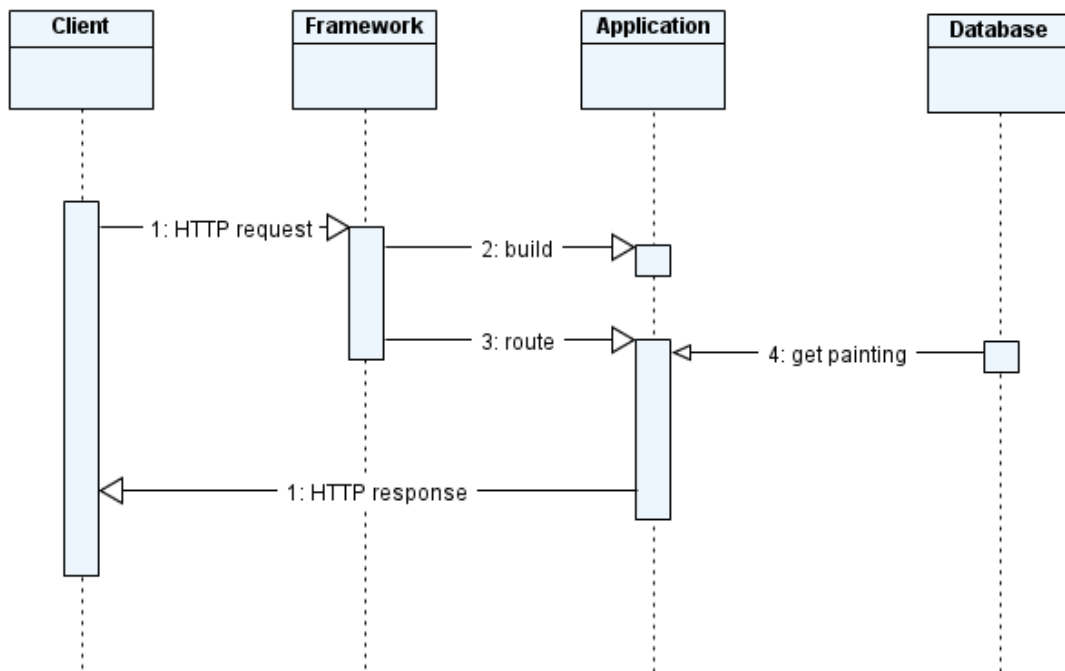 Client
Framework
Application
Database
1: HTTP request
2: build
3: route
4: get painting
1: HTTP response